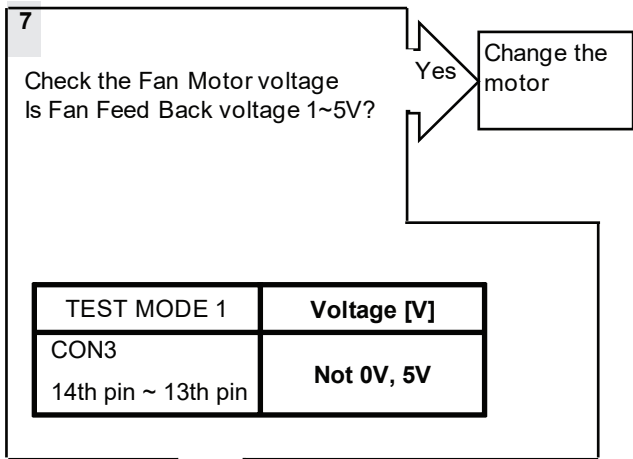 7
Check the Fan Motor voltage
Is Fan Feed Back voltage 1~5V?
Yes
Change the
motor
TEST MODE 1
Voltage [V]
CON3
14th pin ~ 13th pin
Not 0V, 5V